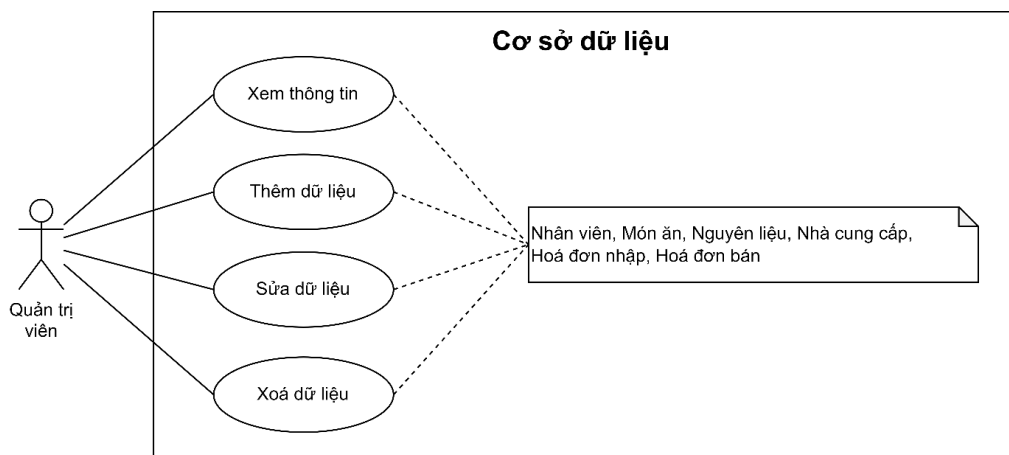 Cơ sở dữ liệu
Xem thông tin
Thêm dữ liệu
Nhân viên, Món ăn, Nguyên liệu, Nhà cung cấp,
Hoá đơn nhập, Hoá đơn bán
Sửa dữ liệu
Quản trị
viên
Xoá dữ liệu